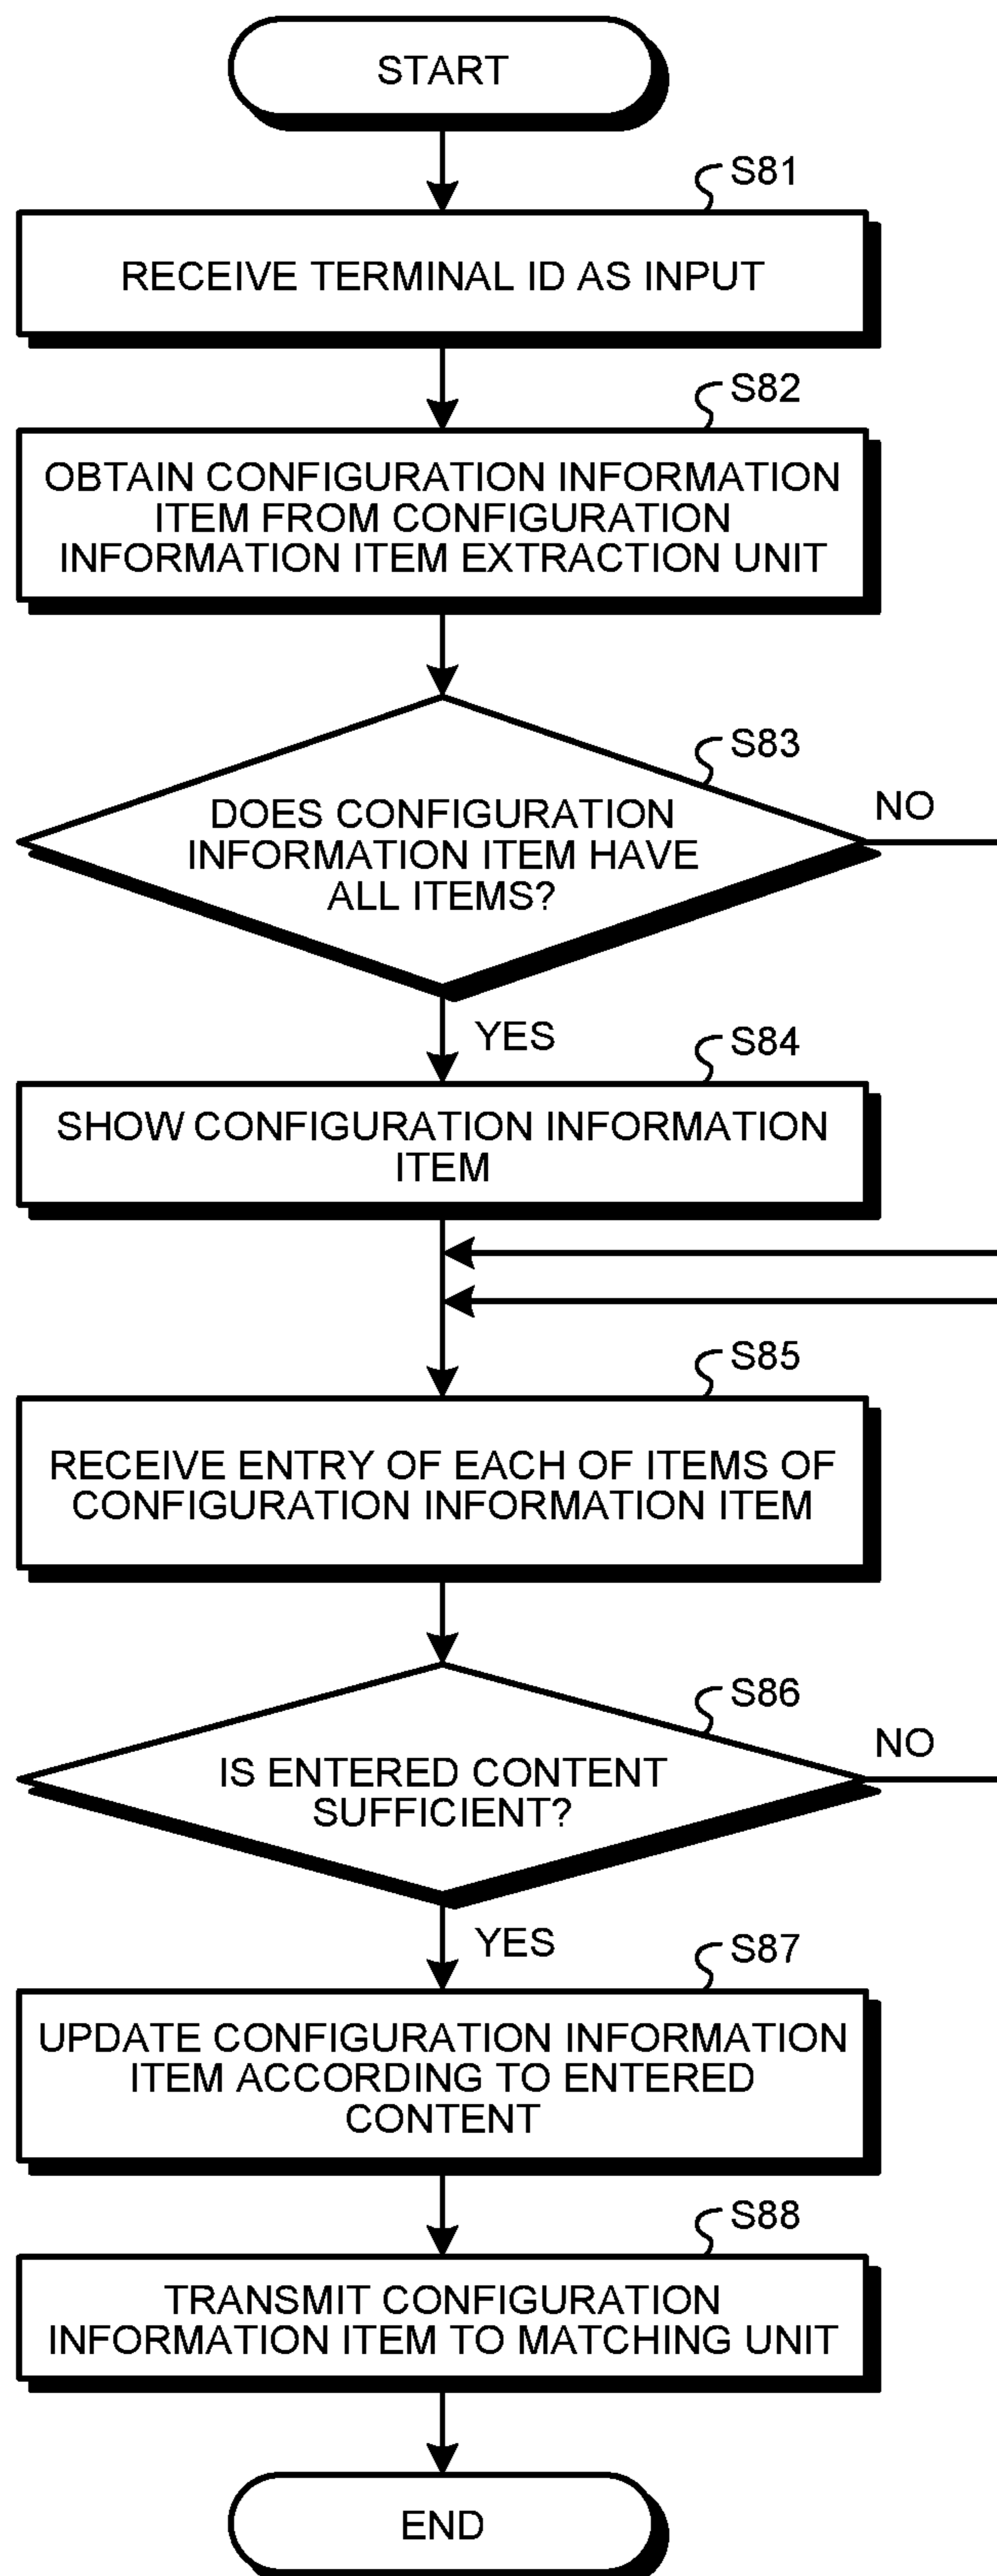 START
S81
RECEIVE TERMINAL ID AS INPUT
S82
OBTAIN CONFIGURATION INFORMATION
ITEM FROM CONFIGURATION
INFORMATION ITEM EXTRACTION UNIT
S83
DOES CONFIGURATION
INFORMATION ITEM HAVE
ALL ITEMS?
NO
YES
S84
SHOW CONFIGURATION INFORMATION
ITEM
S85
RECEIVE ENTRY OF EACH OF ITEMS OF
CONFIGURATION INFORMATION ITEM
S86
IS ENTERED CONTENT
SUFFICIENT?
NO
YES
S87
UPDATE CONFIGURATION INFORMATION
ITEM ACCORDING TO ENTERED
CONTENT
S88
TRANSMIT CONFIGURATION
INFORMATION ITEM TO MATCHING UNIT
END